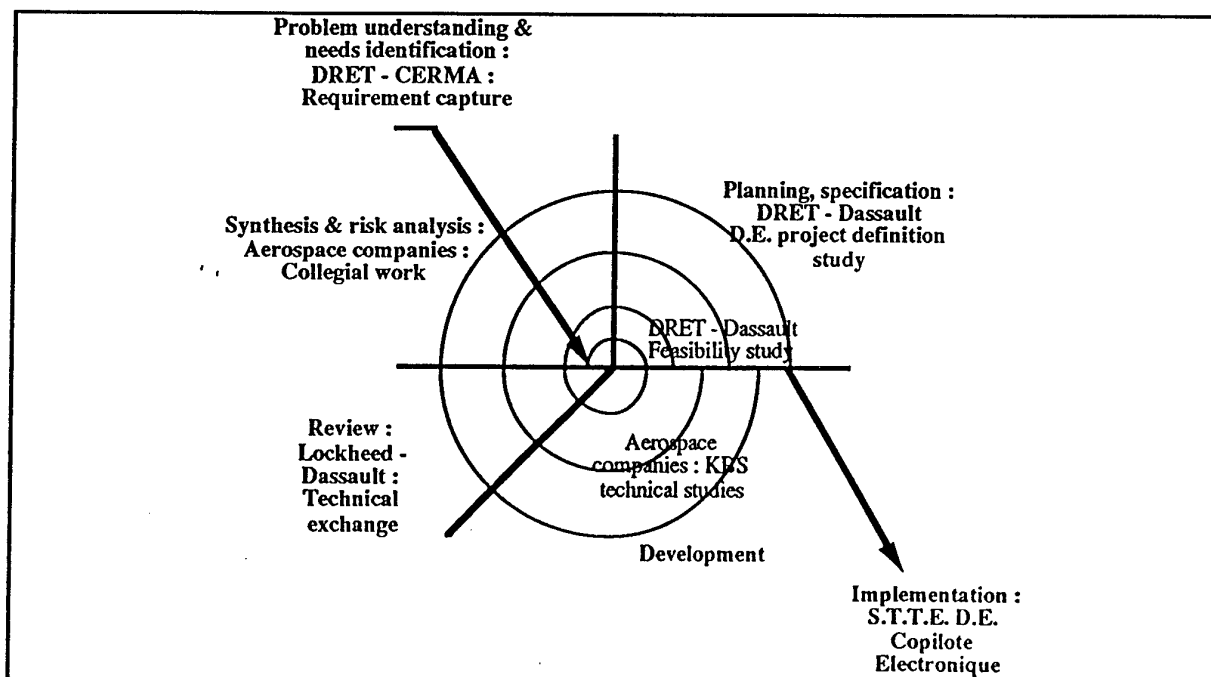 Problem understanding &
needs identification :
DRET - CERMA :
Requirement capture
Synthesis & risk analysis :
Aerospace companies :
Collegial work
Planning, specification :
DRET - Dassault
D.E. project definition
study
DRET - Dassault
Feasibility study
Review :
Lockheed -
Dassault :
Technical
exchange
Aerospace
companies : KBS
technical studies
Development
Implementation :
S.T.T.E. D.E.
Copilote
Electronique